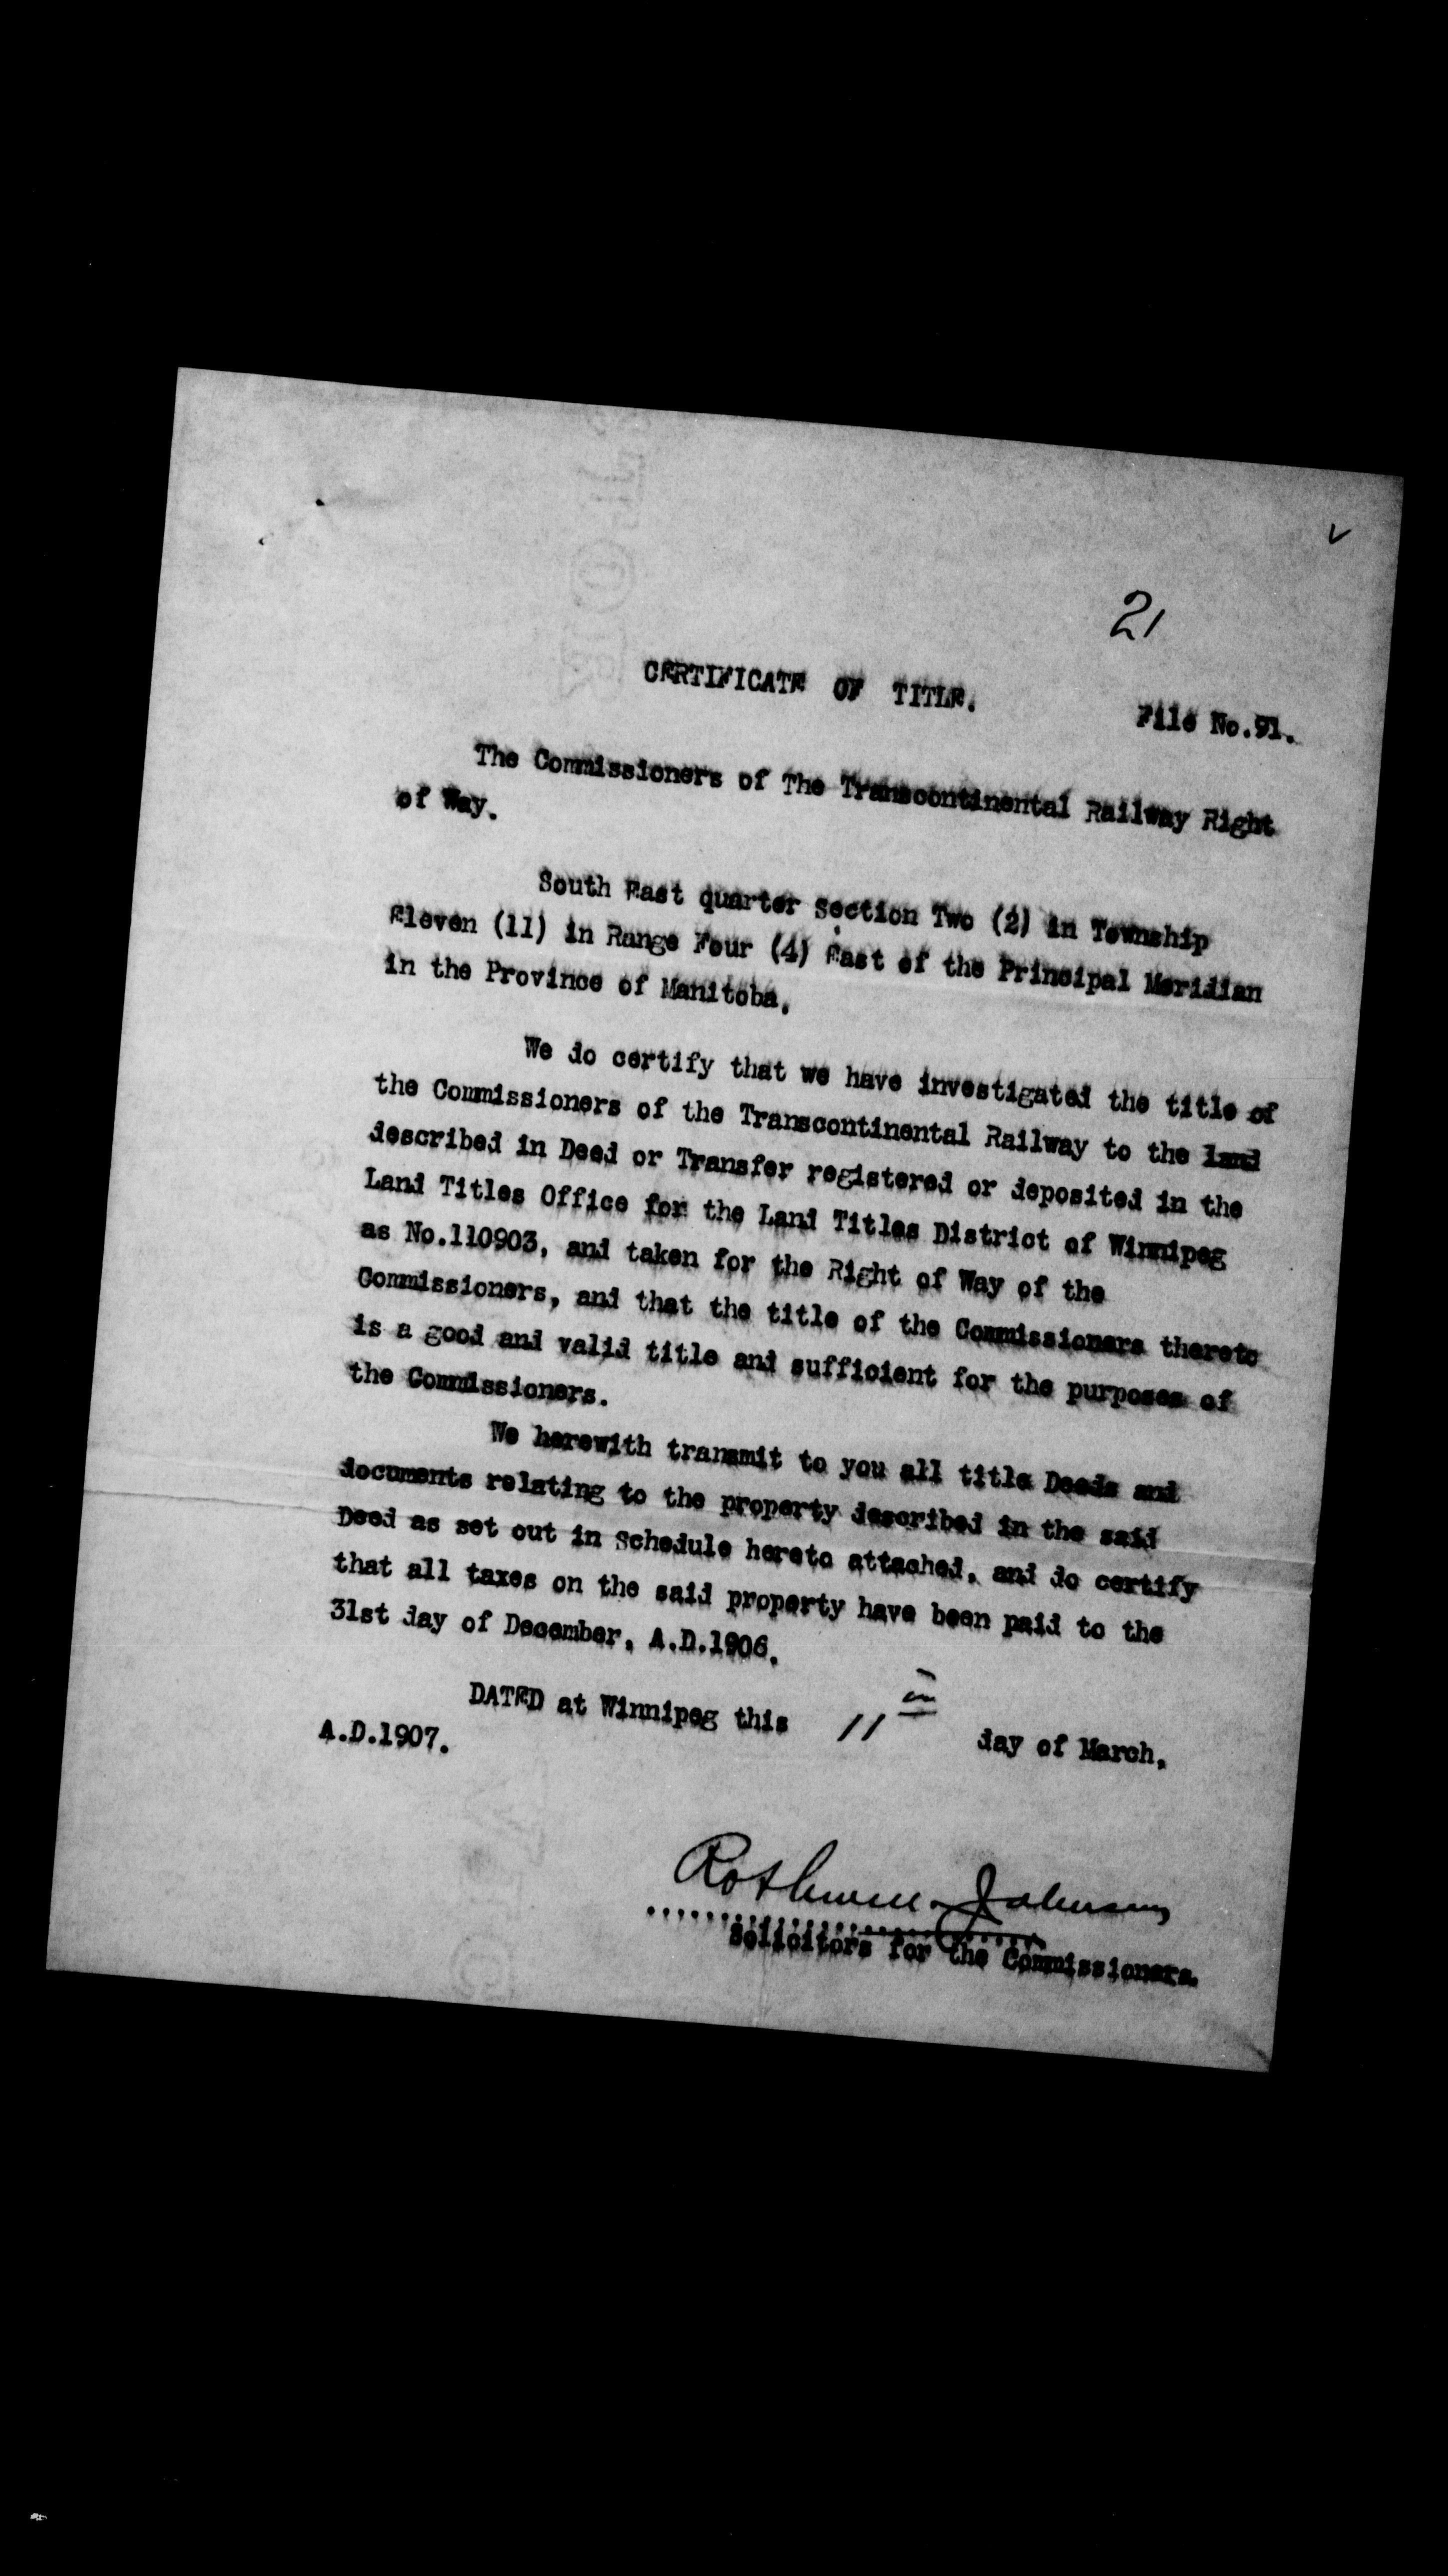 ✓
21
CERTIFICATE OF TITLE.
File No.91.
The Commissioners of The Transcontinental Railway Right
of Way.
South East quarter section Two (2) in Township
Eleven (11) in Range Four (4) East of the Principal Meridian
in the Province of Manitoba.
We do certify that we have investigated the title of
the Commissioners of the Transcontinental Railway to the land
described in Deed or Transfer registered or deposited in the
Land Titles Office for the Land Titles District of Winnipeg
as No.110903, and taken for the Right of Way of the
Commissioners, and that the title of the Commissioners thereto
is a good and valid title and sufficient for the purposes of
the Commissioners.
We herewith transmit to you all title Deeds and
documents relating to the property described in the said
Deed as set out in Schedule hereto attached, and do certify
that all taxes on the said property have been paid to the
31st day of December, A.D.1906.
DATED at Winnipeg this 11th day of March,
A.D.1907.
Johnson
Solicitors for the Commissioners.